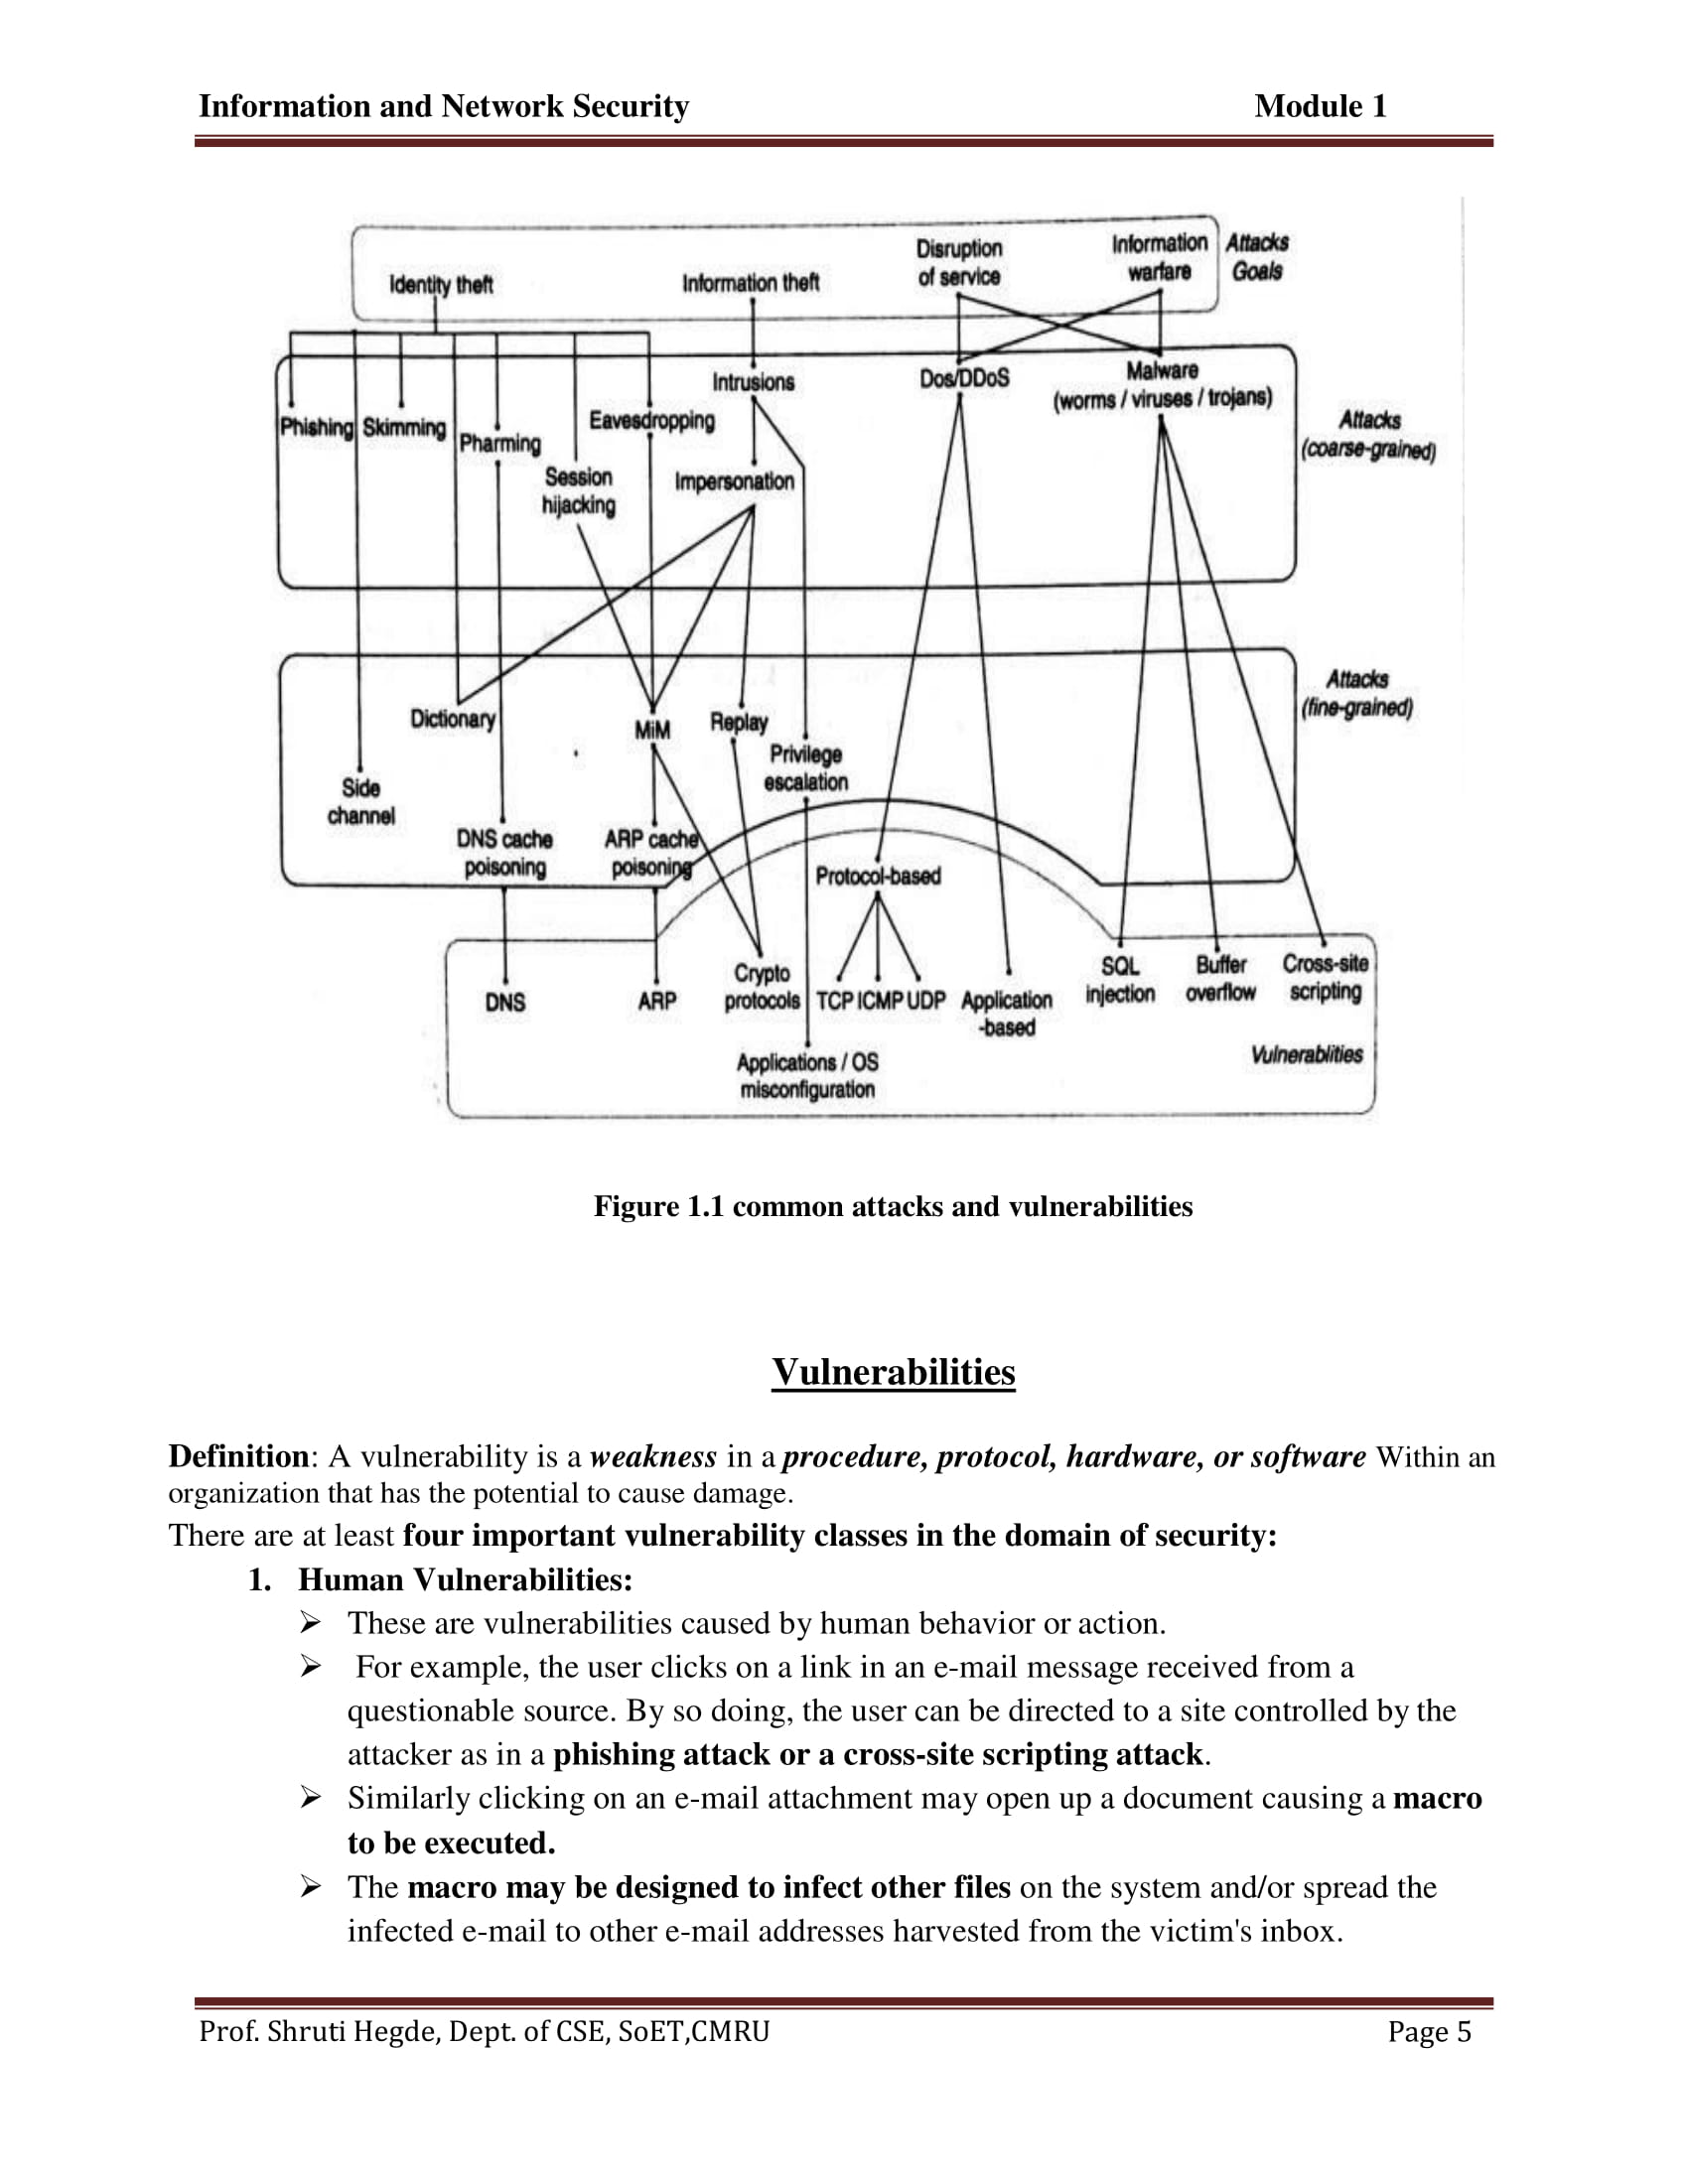 Information and Network Security Module 1
Disruption of service
Information warfare
Attacks Goals
Identity theft
Information theft
Intrusions
Dos/DDoS
Malware
(worms / viruses / trojans)
Phishing
Skimming
Pharming
Eavesdropping
Attacks
(coarse-grained)
Session
hijacking
Impersonation
Attacks
(fine-grained)
Dictionary
MiM
Replay
Privilege
escalation
Side
channel
DNS cache
poisoning
ARP cache
poisoning
Protocol-based
DNS
ARP
Crypto
protocols
TCP ICMP UDP
Application
-based
SQL
injection
Buffer
overflow
Cross-site
scripting
Vulnerablities
Applications / OS
misconfiguration
Figure 1.1 common attacks and vulnerabilities
Vulnerabilities
Definition: A vulnerability is a weakness in a procedure, protocol, hardware, or software Within an
organization that has the potential to cause damage.
There are at least four important vulnerability classes in the domain of security:
1. Human Vulnerabilities:
➢ These are vulnerabilities caused by human behavior or action.
➢ For example, the user clicks on a link in an e-mail message received from a
questionable source. By so doing, the user can be directed to a site controlled by the
attacker as in a phishing attack or a cross-site scripting attack.
➢ Similarly clicking on an e-mail attachment may open up a document causing a macro
to be executed.
➢ The macro may be designed to infect other files on the system and/or spread the
infected e-mail to other e-mail addresses harvested from the victim's inbox.
Prof. Shruti Hegde, Dept. of CSE, SoET,CMRU Page 5